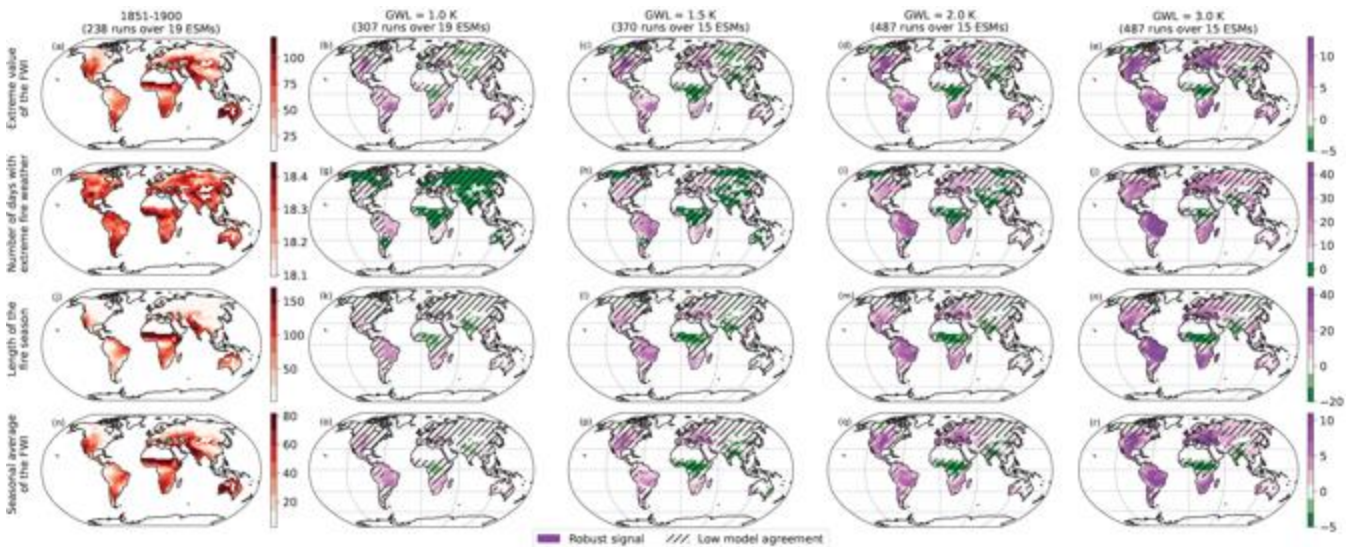 1851-1900
(238 runs over 19 ESMs)
GWL = 1.0 K
(307 runs over 19 ESMs)
GWL = 1.5 K
(370 runs over 15 ESMs)
GWL = 2.0 K
(487 runs over 15 ESMs)
GWL = 3.0 K
(487 runs over 15 ESMs)
Extreme value
of the FWI
(a)
(b)
(c)
(d)
(e)
100
75
50
25
10
5
0
−5
Number of days with
extreme fire weather
(f)
(g)
(h)
(i)
(j)
18.4
18.3
18.2
18.1
40
30
20
10
0
Length of the
fire season
(j)
(k)
(l)
(m)
(n)
150
100
50
40
20
0
−20
Seasonal average
of the FWI
(n)
(o)
(p)
(q)
(r)
80
60
40
20
10
5
0
−5
Robust signal
Low model agreement